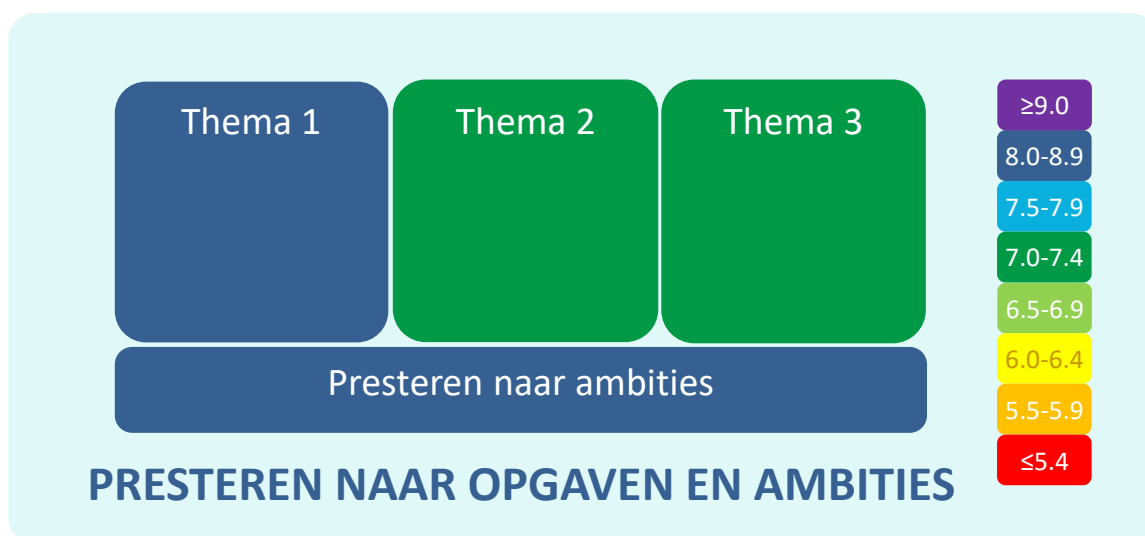 Thema 1
Thema 2
Thema 3
Presteren naar ambities
PRESTEREN NAAR OPGAVEN EN AMBITIES
≥9.0
8.0-8.9
7.5-7.9
7.0-7.4
6.5-6.9
6.0-6.4
5.5-5.9
≤5.4